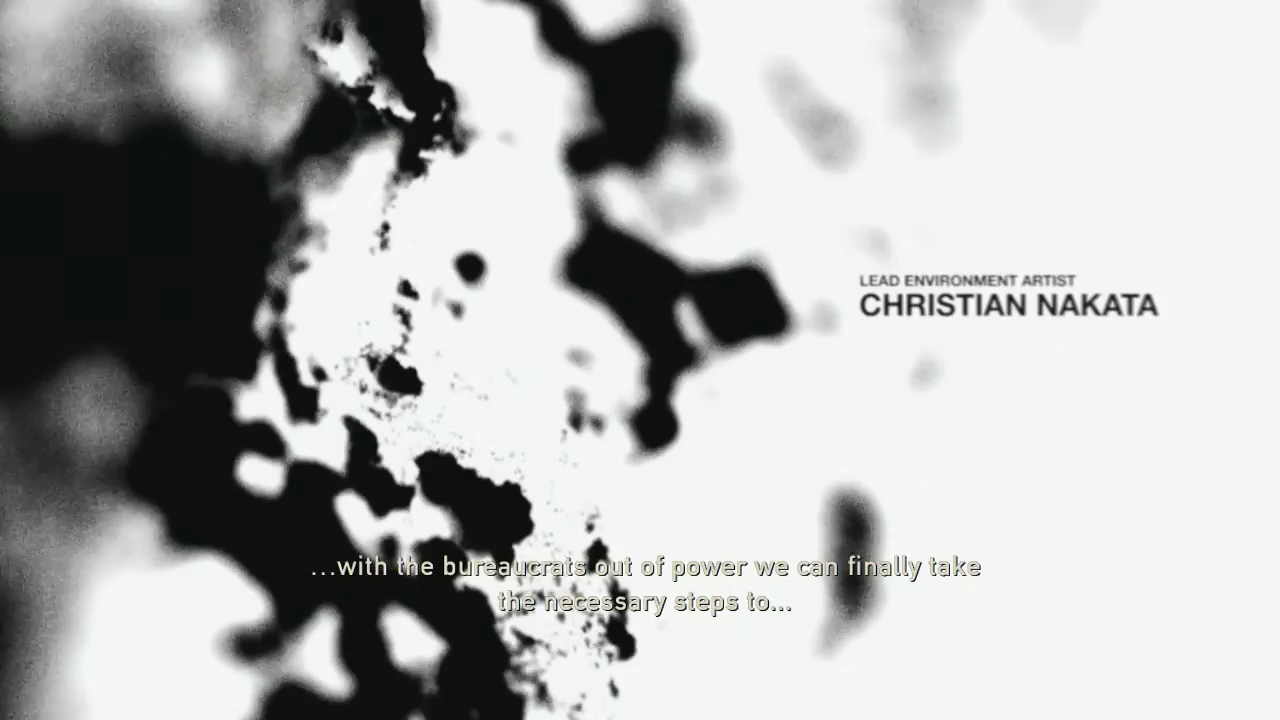 LEAD ENVIRONMENT ARTIST
CHRISTIAN NAKATA
...with the bureaucrats out of power we can finally take
the necessary steps to...